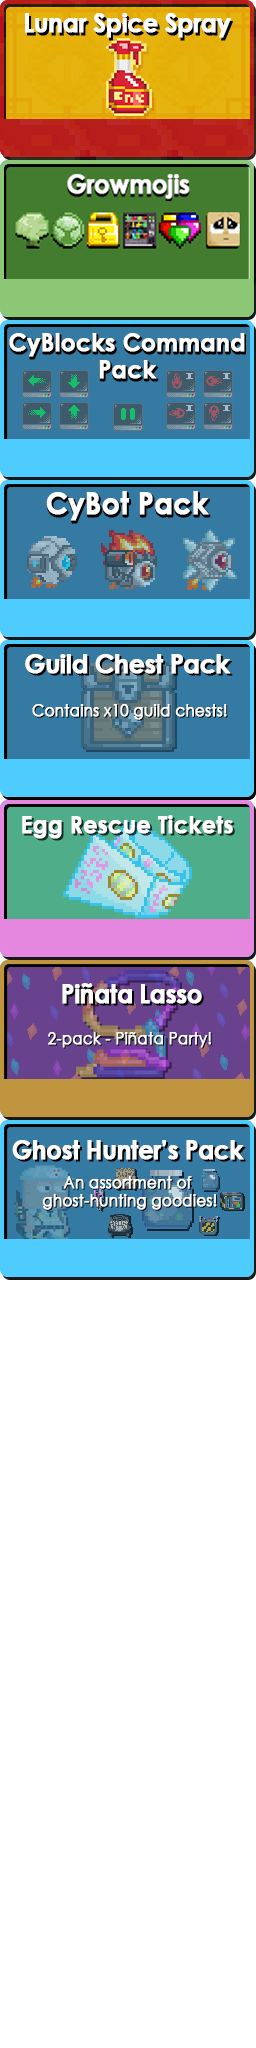 Lunar Spice Spray
Growmojis
CyBlocks Command
Pack
CyBot Pack
Guild Chest Pack
Contains x10 guild chests!
Egg Rescue Tickets
Piñata Lasso
2-pack - Piñata Party!
Ghost Hunter's Pack
An assortment of
ghost-hunting goodies!